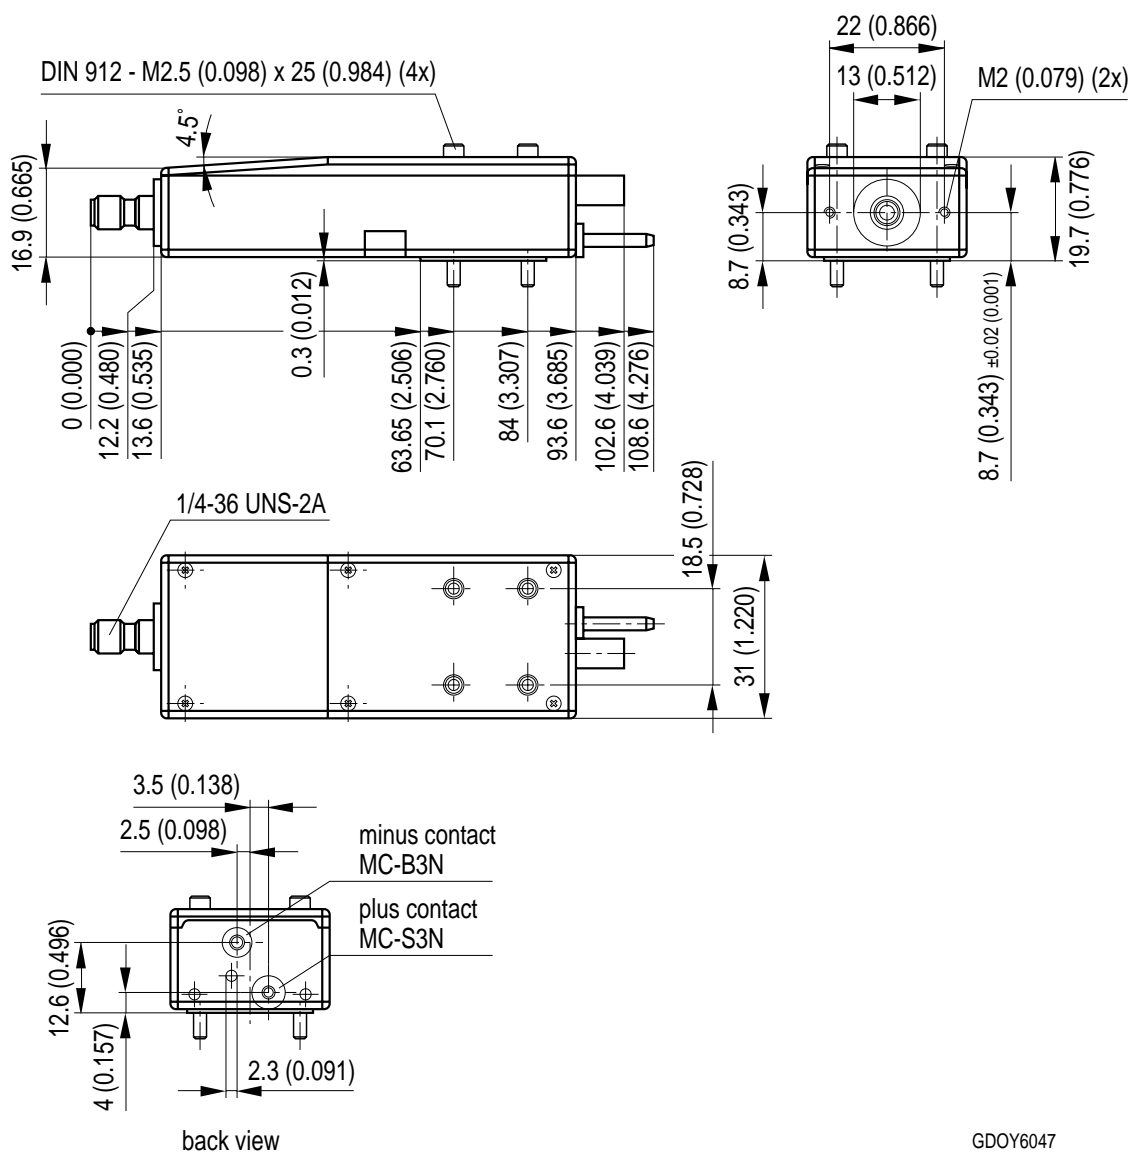 22 (0.866)
DIN 912 - M2.5 (0.098) x 25 (0.984) (4x)
13 (0.512)
M2 (0.079) (2x)
4.5°
16.9 (0.665)
8.7 (0.343)
19.7 (0.776)
0.3 (0.012)
8.7 (0.343) ±0.02 (0.001)
0 (0.000)
12.2 (0.480)
13.6 (0.535)
63.65 (2.506)
70.1 (2.760)
84 (3.307)
93.6 (3.685)
102.6 (4.039)
108.6 (4.276)
1/4-36 UNS-2A
18.5 (0.728)
31 (1.220)
3.5 (0.138)
2.5 (0.098)
minus contact
MC-B3N
plus contact
MC-S3N
12.6 (0.496)
4 (0.157)
2.3 (0.091)
back view
GDOY6047